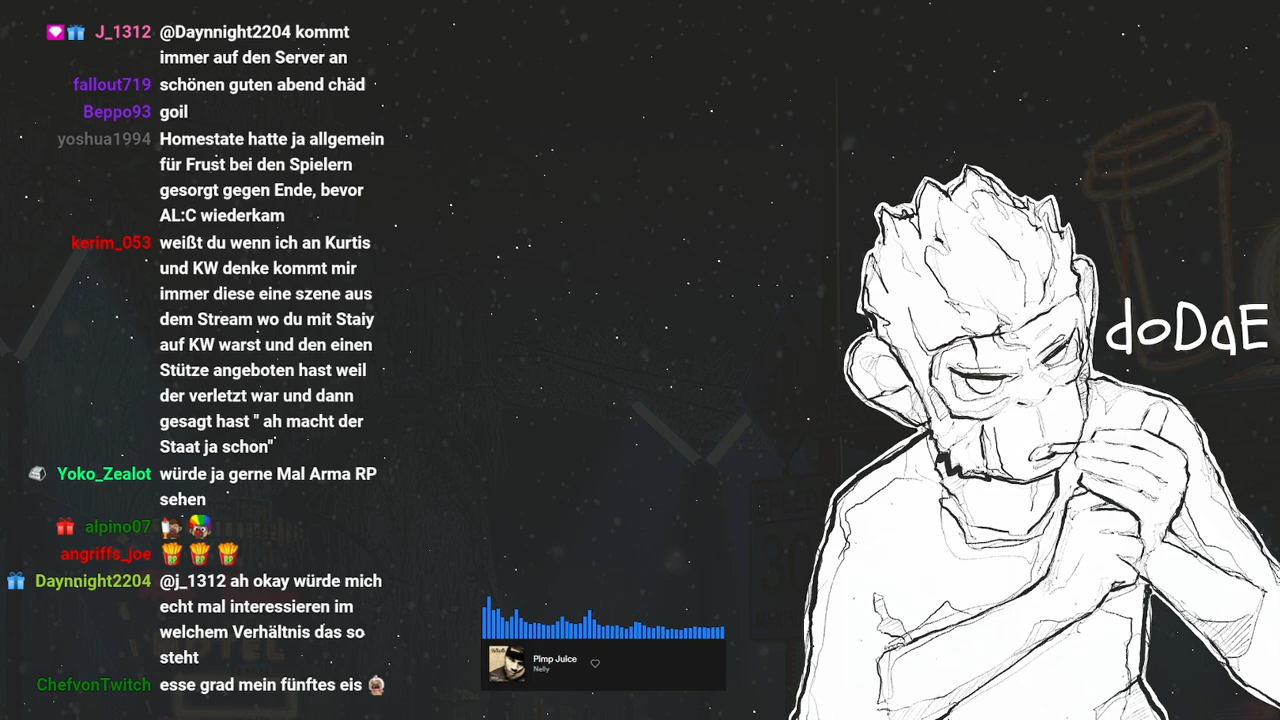 J_1312 @Daynnight2204 kommt
immer auf den Server an
fallout719 schönen guten abend chäd
Beppo93 goil
yoshua1994 Homestate hatte ja allgemein
für Frust bei den Spielern
gesorgt gegen Ende, bevor
AL:C wiederkam
kerim_053 weißt du wenn ich an Kurtis
und KW denke kommt mir
immer diese eine szene aus
dem Stream wo du mit Staiy
auf KW warst und den einen
Stütze angeboten hast weil
der verletzt war und dann
gesagt hast " ah macht der
Staat ja schon"
Yoko_Zealot würde ja gerne Mal Arma RP
sehen
alpino07
angriffs_joe RP RP RP
Daynnight2204 @j_1312 ah okay würde mich
echt mal interessieren im
welchem Verhältnis das so
steht
ChefvonTwitch esse grad mein fünftes eis
doDaE
Pimp Juice
Nelly